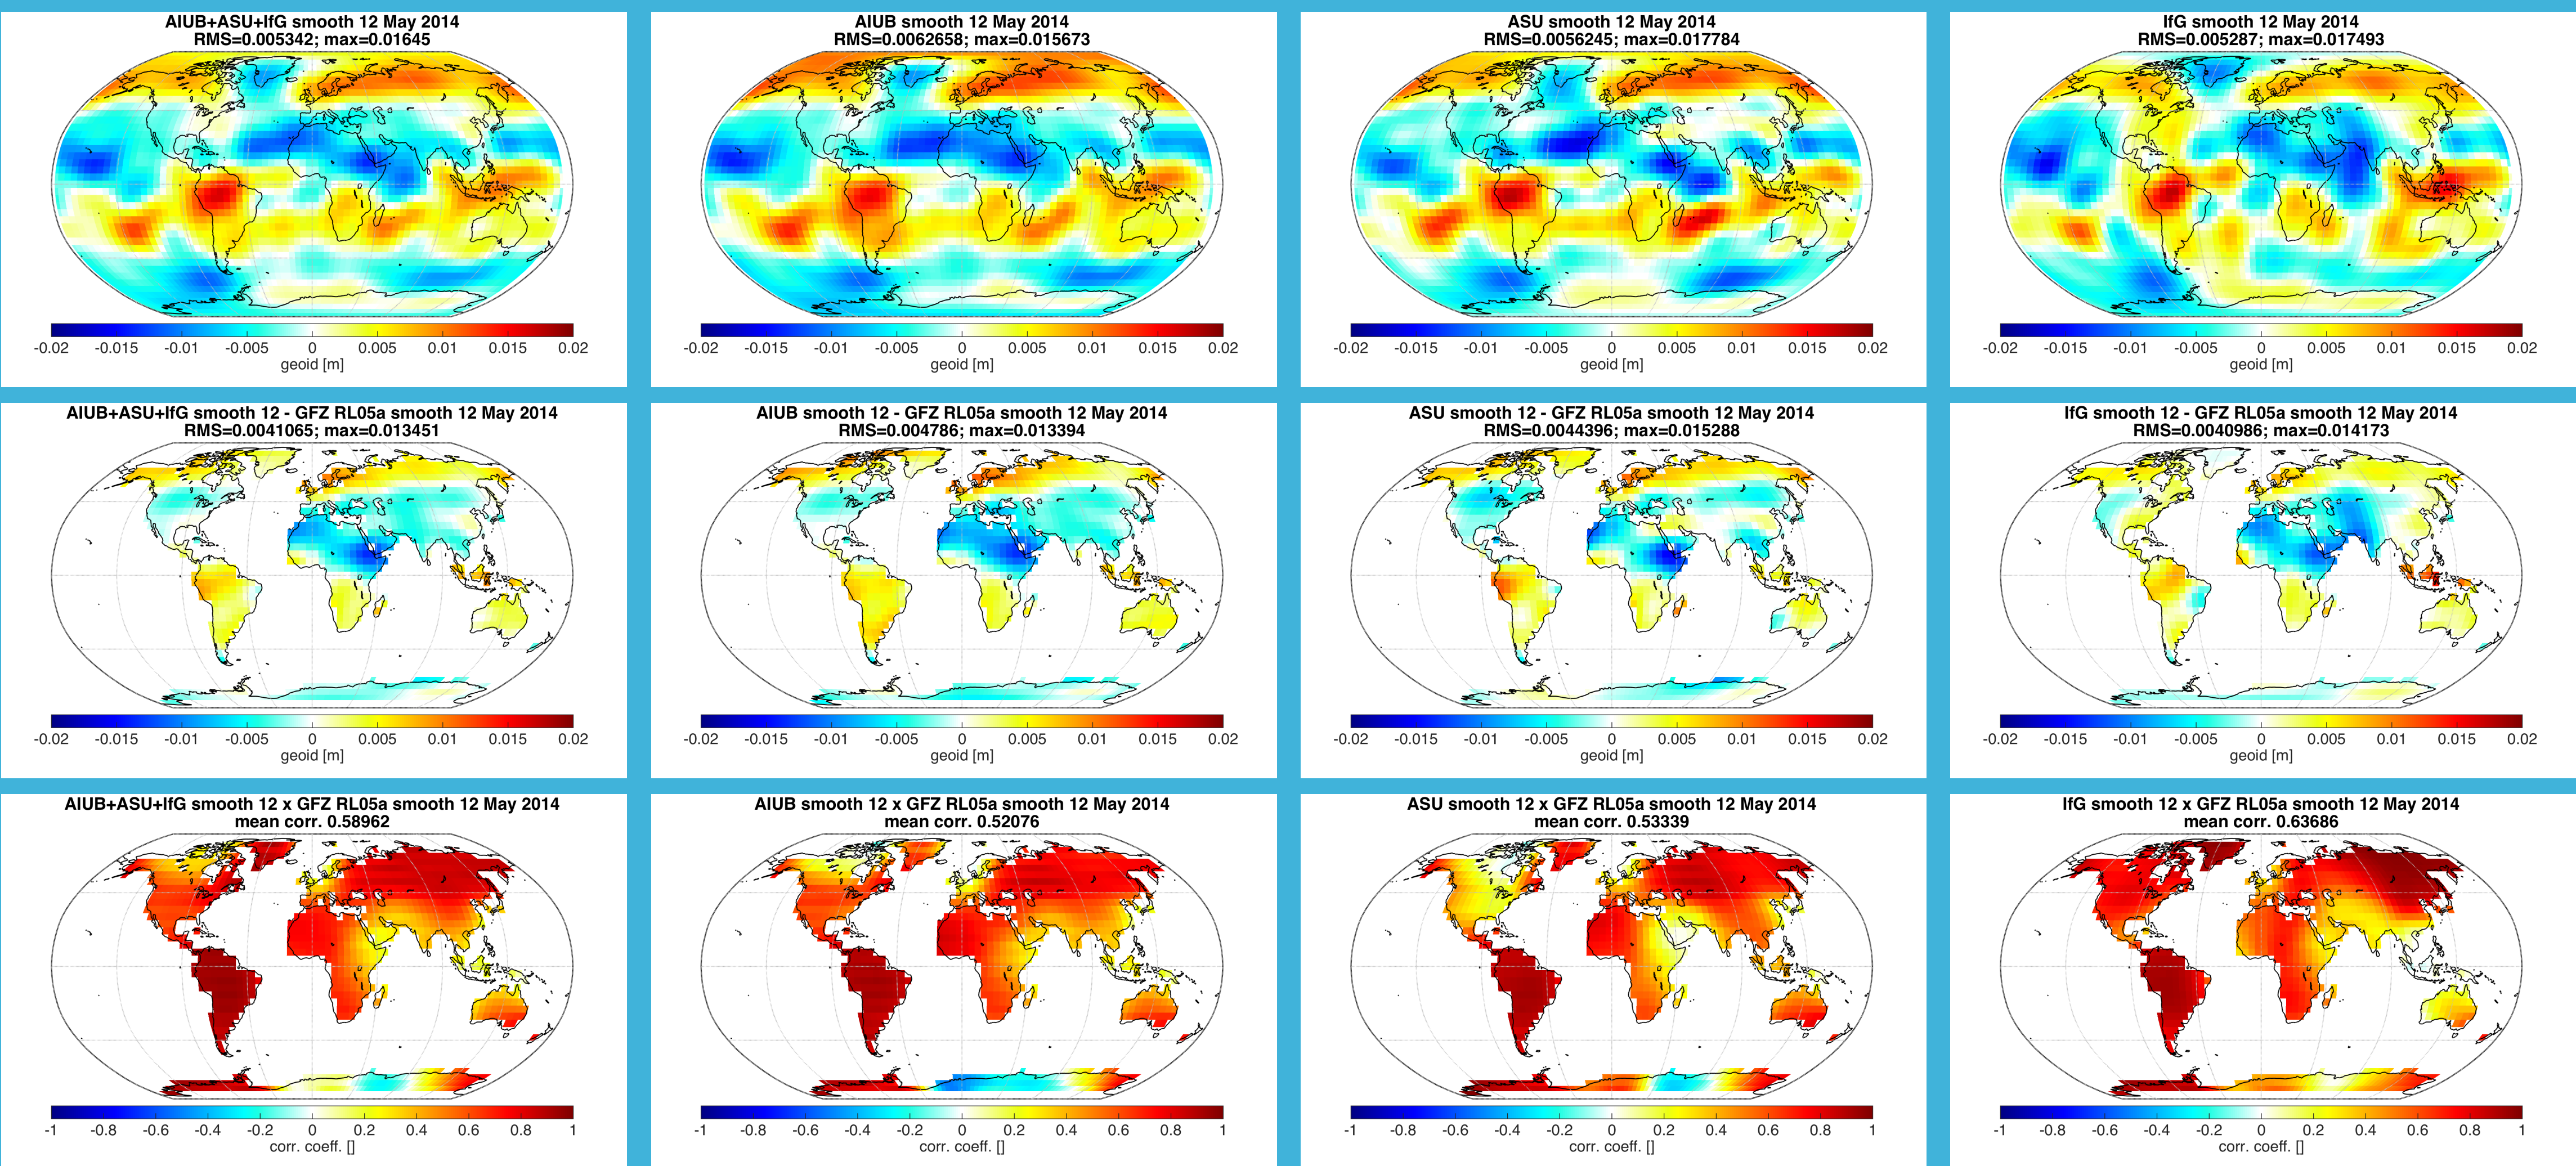 AIUB+ASU+IfG smooth 12 May 2014
RMS=0.005342; max=0.01645
-0.02 -0.015 -0.01 -0.005 0 0.005 0.01 0.015 0.02
geoid [m]
AIUB smooth 12 May 2014
RMS=0.0062658; max=0.015673
-0.02 -0.015 -0.01 -0.005 0 0.005 0.01 0.015 0.02
geoid [m]
ASU smooth 12 May 2014
RMS=0.0056245; max=0.017784
-0.02 -0.015 -0.01 -0.005 0 0.005 0.01 0.015 0.02
geoid [m]
IfG smooth 12 May 2014
RMS=0.005287; max=0.017493
-0.02 -0.015 -0.01 -0.005 0 0.005 0.01 0.015 0.02
geoid [m]
AIUB+ASU+IfG smooth 12 - GFZ RL05a smooth 12 May 2014
RMS=0.0041065; max=0.013451
-0.02 -0.015 -0.01 -0.005 0 0.005 0.01 0.015 0.02
geoid [m]
AIUB smooth 12 - GFZ RL05a smooth 12 May 2014
RMS=0.004786; max=0.013394
-0.02 -0.015 -0.01 -0.005 0 0.005 0.01 0.015 0.02
geoid [m]
ASU smooth 12 - GFZ RL05a smooth 12 May 2014
RMS=0.0044396; max=0.015288
-0.02 -0.015 -0.01 -0.005 0 0.005 0.01 0.015 0.02
geoid [m]
IfG smooth 12 - GFZ RL05a smooth 12 May 2014
RMS=0.0040986; max=0.014173
-0.02 -0.015 -0.01 -0.005 0 0.005 0.01 0.015 0.02
geoid [m]
AIUB+ASU+IfG smooth 12 x GFZ RL05a smooth 12 May 2014
mean corr. 0.58962
-1 -0.8 -0.6 -0.4 -0.2 0 0.2 0.4 0.6 0.8 1
corr. coeff. []
AIUB smooth 12 x GFZ RL05a smooth 12 May 2014
mean corr. 0.52076
-1 -0.8 -0.6 -0.4 -0.2 0 0.2 0.4 0.6 0.8 1
corr. coeff. []
ASU smooth 12 x GFZ RL05a smooth 12 May 2014
mean corr. 0.53339
-1 -0.8 -0.6 -0.4 -0.2 0 0.2 0.4 0.6 0.8 1
corr. coeff. []
IfG smooth 12 x GFZ RL05a smooth 12 May 2014
mean corr. 0.63686
-1 -0.8 -0.6 -0.4 -0.2 0 0.2 0.4 0.6 0.8 1
corr. coeff. []